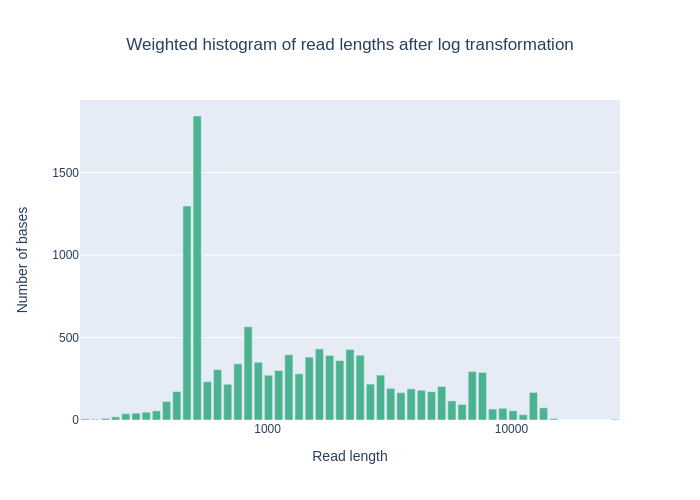 Weighted histogram of read lengths after log transformation
Number of bases
1500
1000
500
0
1000
10000
Read length